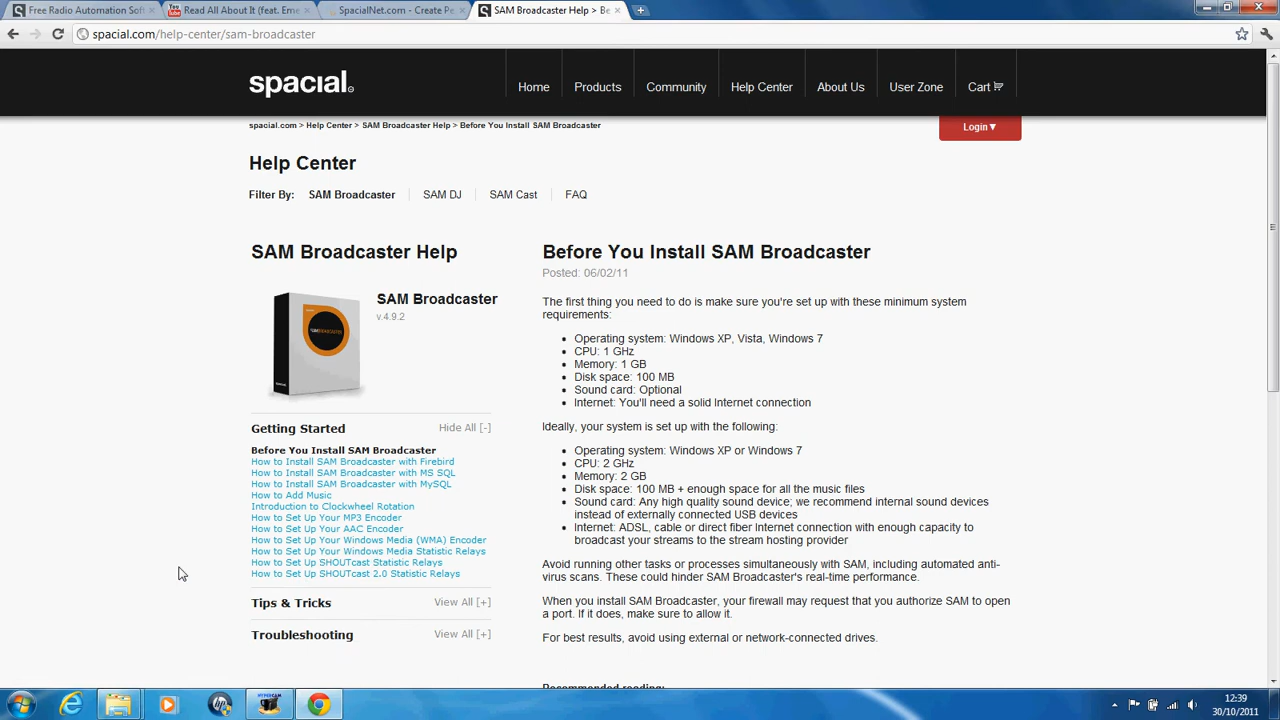 Free Radio Automation Soft
Read All About It (feat. Eme
SpacialNet.com - Create Pe
SAM Broadcaster Help > Be
spacial.com/help-center/sam-broadcaster
spacial.
Home
Products
Community
Help Center
About Us
User Zone
Cart
spacial.com > Help Center > SAM Broadcaster Help > Before You Install SAM Broadcaster
Login▼
Help Center
Filter By:
SAM Broadcaster
SAM DJ
SAM Cast
FAQ
SAM Broadcaster Help
SAM Broadcaster
v.4.9.2
Getting Started
Hide All [-]
Before You Install SAM Broadcaster
How to Install SAM Broadcaster with Firebird
How to Install SAM Broadcaster with MS SQL
How to Install SAM Broadcaster with MySQL
How to Add Music
Introduction to Clockwheel Rotation
How to Set Up Your MP3 Encoder
How to Set Up Your AAC Encoder
How to Set Up Your Windows Media (WMA) Encoder
How to Set Up Your Windows Media Statistic Relays
How to Set Up SHOUTcast Statistic Relays
How to Set Up SHOUTcast 2.0 Statistic Relays
Tips & Tricks
View All [+]
Troubleshooting
View All [+]
Before You Install SAM Broadcaster
Posted: 06/02/11
The first thing you need to do is make sure you're set up with these minimum system
requirements:
• Operating system: Windows XP, Vista, Windows 7
• CPU: 1 GHz
• Memory: 1 GB
• Disk space: 100 MB
• Sound card: Optional
• Internet: You'll need a solid Internet connection
Ideally, your system is set up with the following:
• Operating system: Windows XP or Windows 7
• CPU: 2 GHz
• Memory: 2 GB
• Disk space: 100 MB + enough space for all the music files
• Sound card: Any high quality sound device; we recommend internal sound devices
instead of externally connected USB devices
• Internet: ADSL, cable or direct fiber Internet connection with enough capacity to
broadcast your streams to the stream hosting provider
Avoid running other tasks or processes simultaneously with SAM, including automated anti-
virus scans. These could hinder SAM Broadcaster's real-time performance.
When you install SAM Broadcaster, your firewall may request that you authorize SAM to open
a port. If it does, make sure to allow it.
For best results, avoid using external or network-connected drives.
Recommended reading:
12:39
30/10/2011